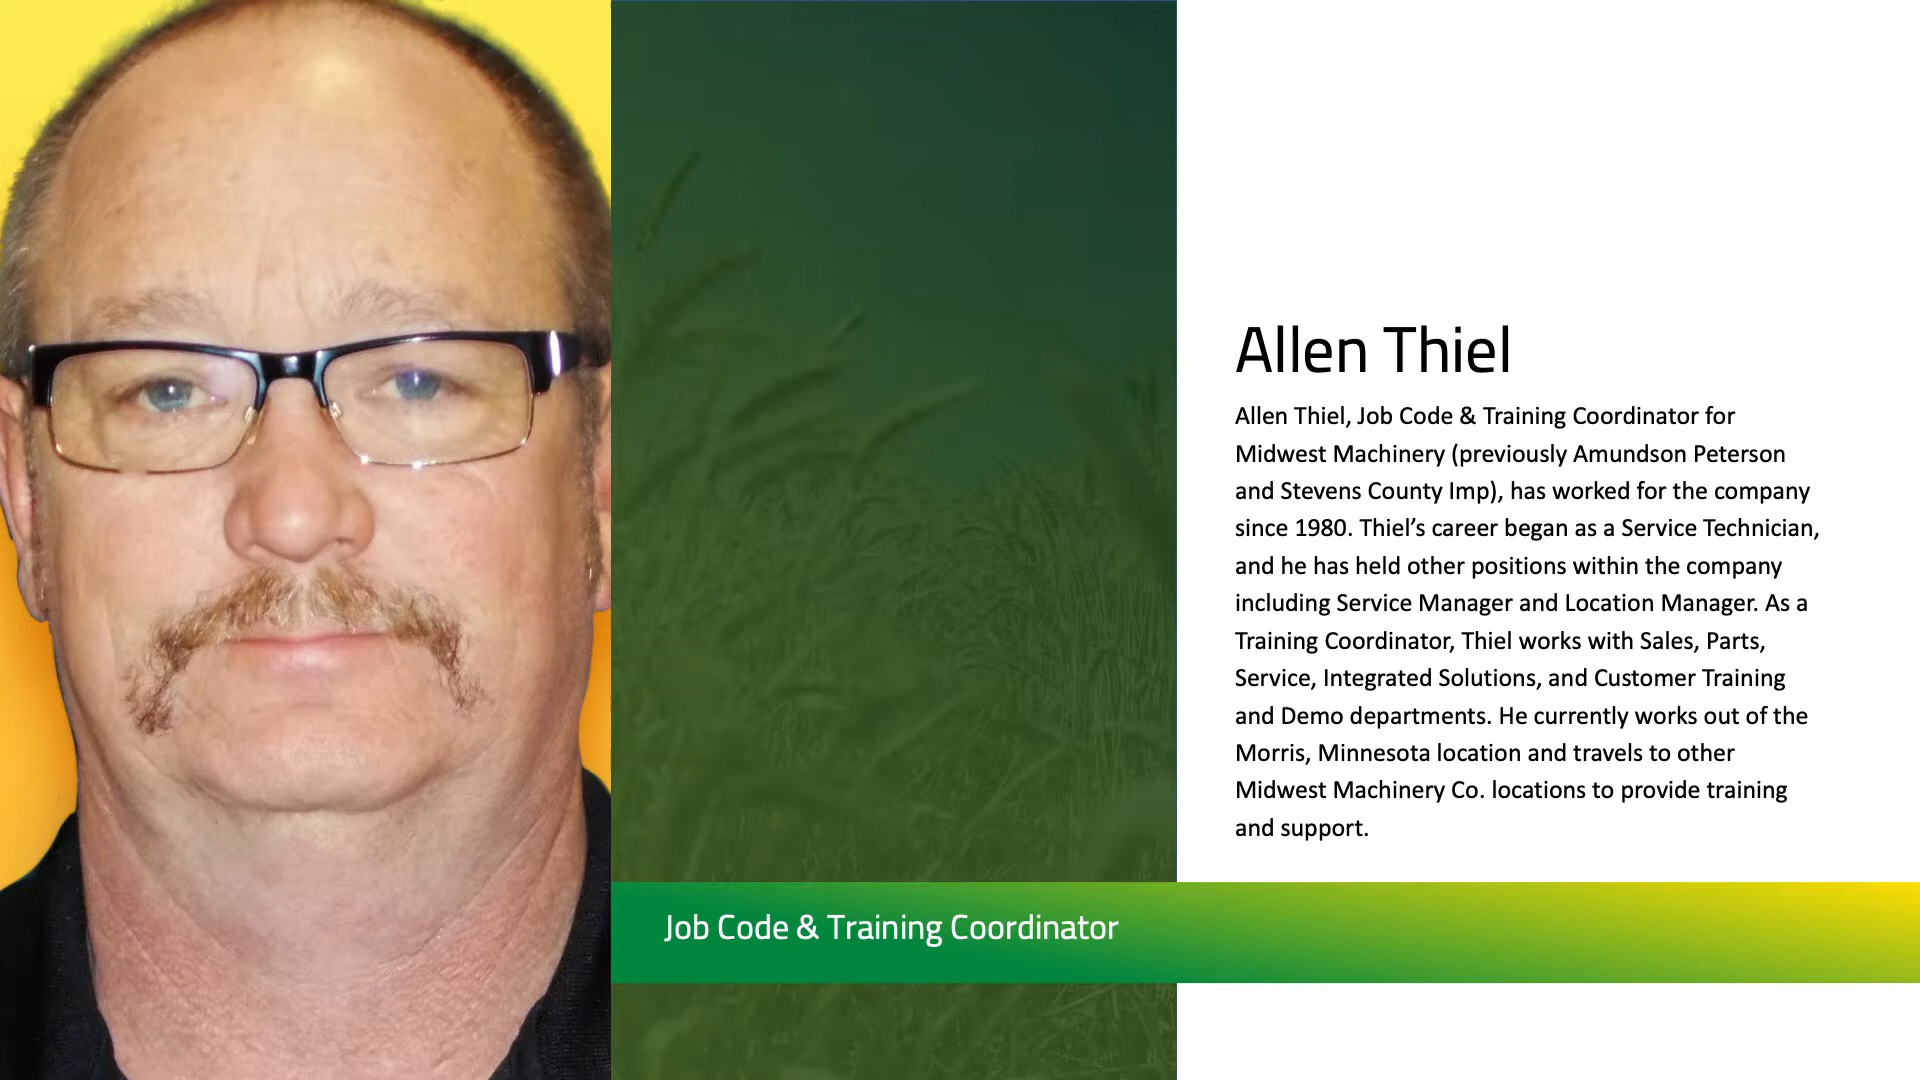 Allen Thiel
Allen Thiel, Job Code & Training Coordinator for
Midwest Machinery (previously Amundson Peterson
and Stevens County Imp), has worked for the company
since 1980. Thiel’s career began as a Service Technician,
and he has held other positions within the company
including Service Manager and Location Manager. As a
Training Coordinator, Thiel works with Sales, Parts,
Service, Integrated Solutions, and Customer Training
and Demo departments. He currently works out of the
Morris, Minnesota location and travels to other
Midwest Machinery Co. locations to provide training
and support.
Job Code & Training Coordinator